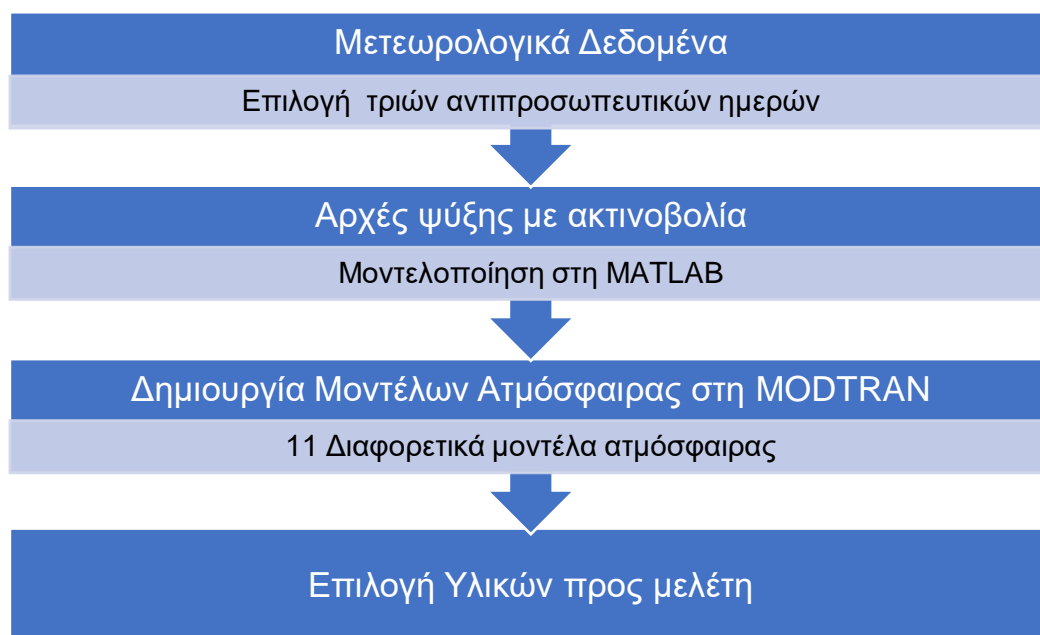 Μετεωρολογικά Δεδομένα
Επιλογή τριών αντιπροσωπευτικών ημερών
Αρχές ψύξης με ακτινοβολία
Μοντελοποίηση στη MATLAB
Δημιουργία Μοντέλων Ατμόσφαιρας στη MODTRAN
11 Διαφορετικά μοντέλα ατμόσφαιρας
Επιλογή Υλικών προς μελέτη